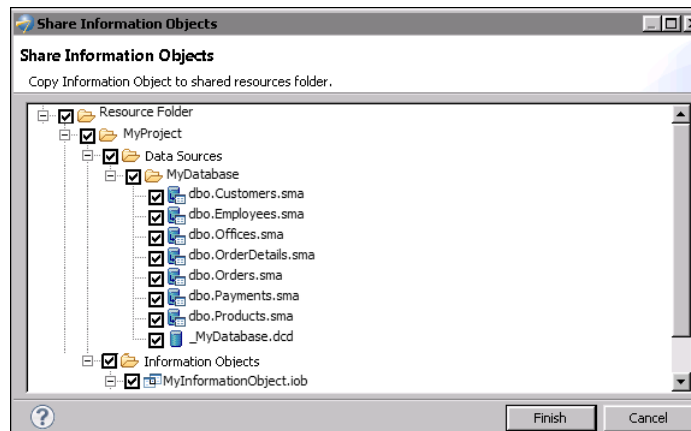 Share Information Objects
Share Information Objects
Copy Information Object to shared resources folder.
Resource Folder
MyProject
Data Sources
MyDatabase
dbo.Customers.sma
dbo.Employees.sma
dbo.Offices.sma
dbo.OrderDetails.sma
dbo.Orders.sma
dbo.Payments.sma
dbo.Products.sma
_MyDatabase.dcd
Information Objects
MyInformationObject.iob
Finish
Cancel